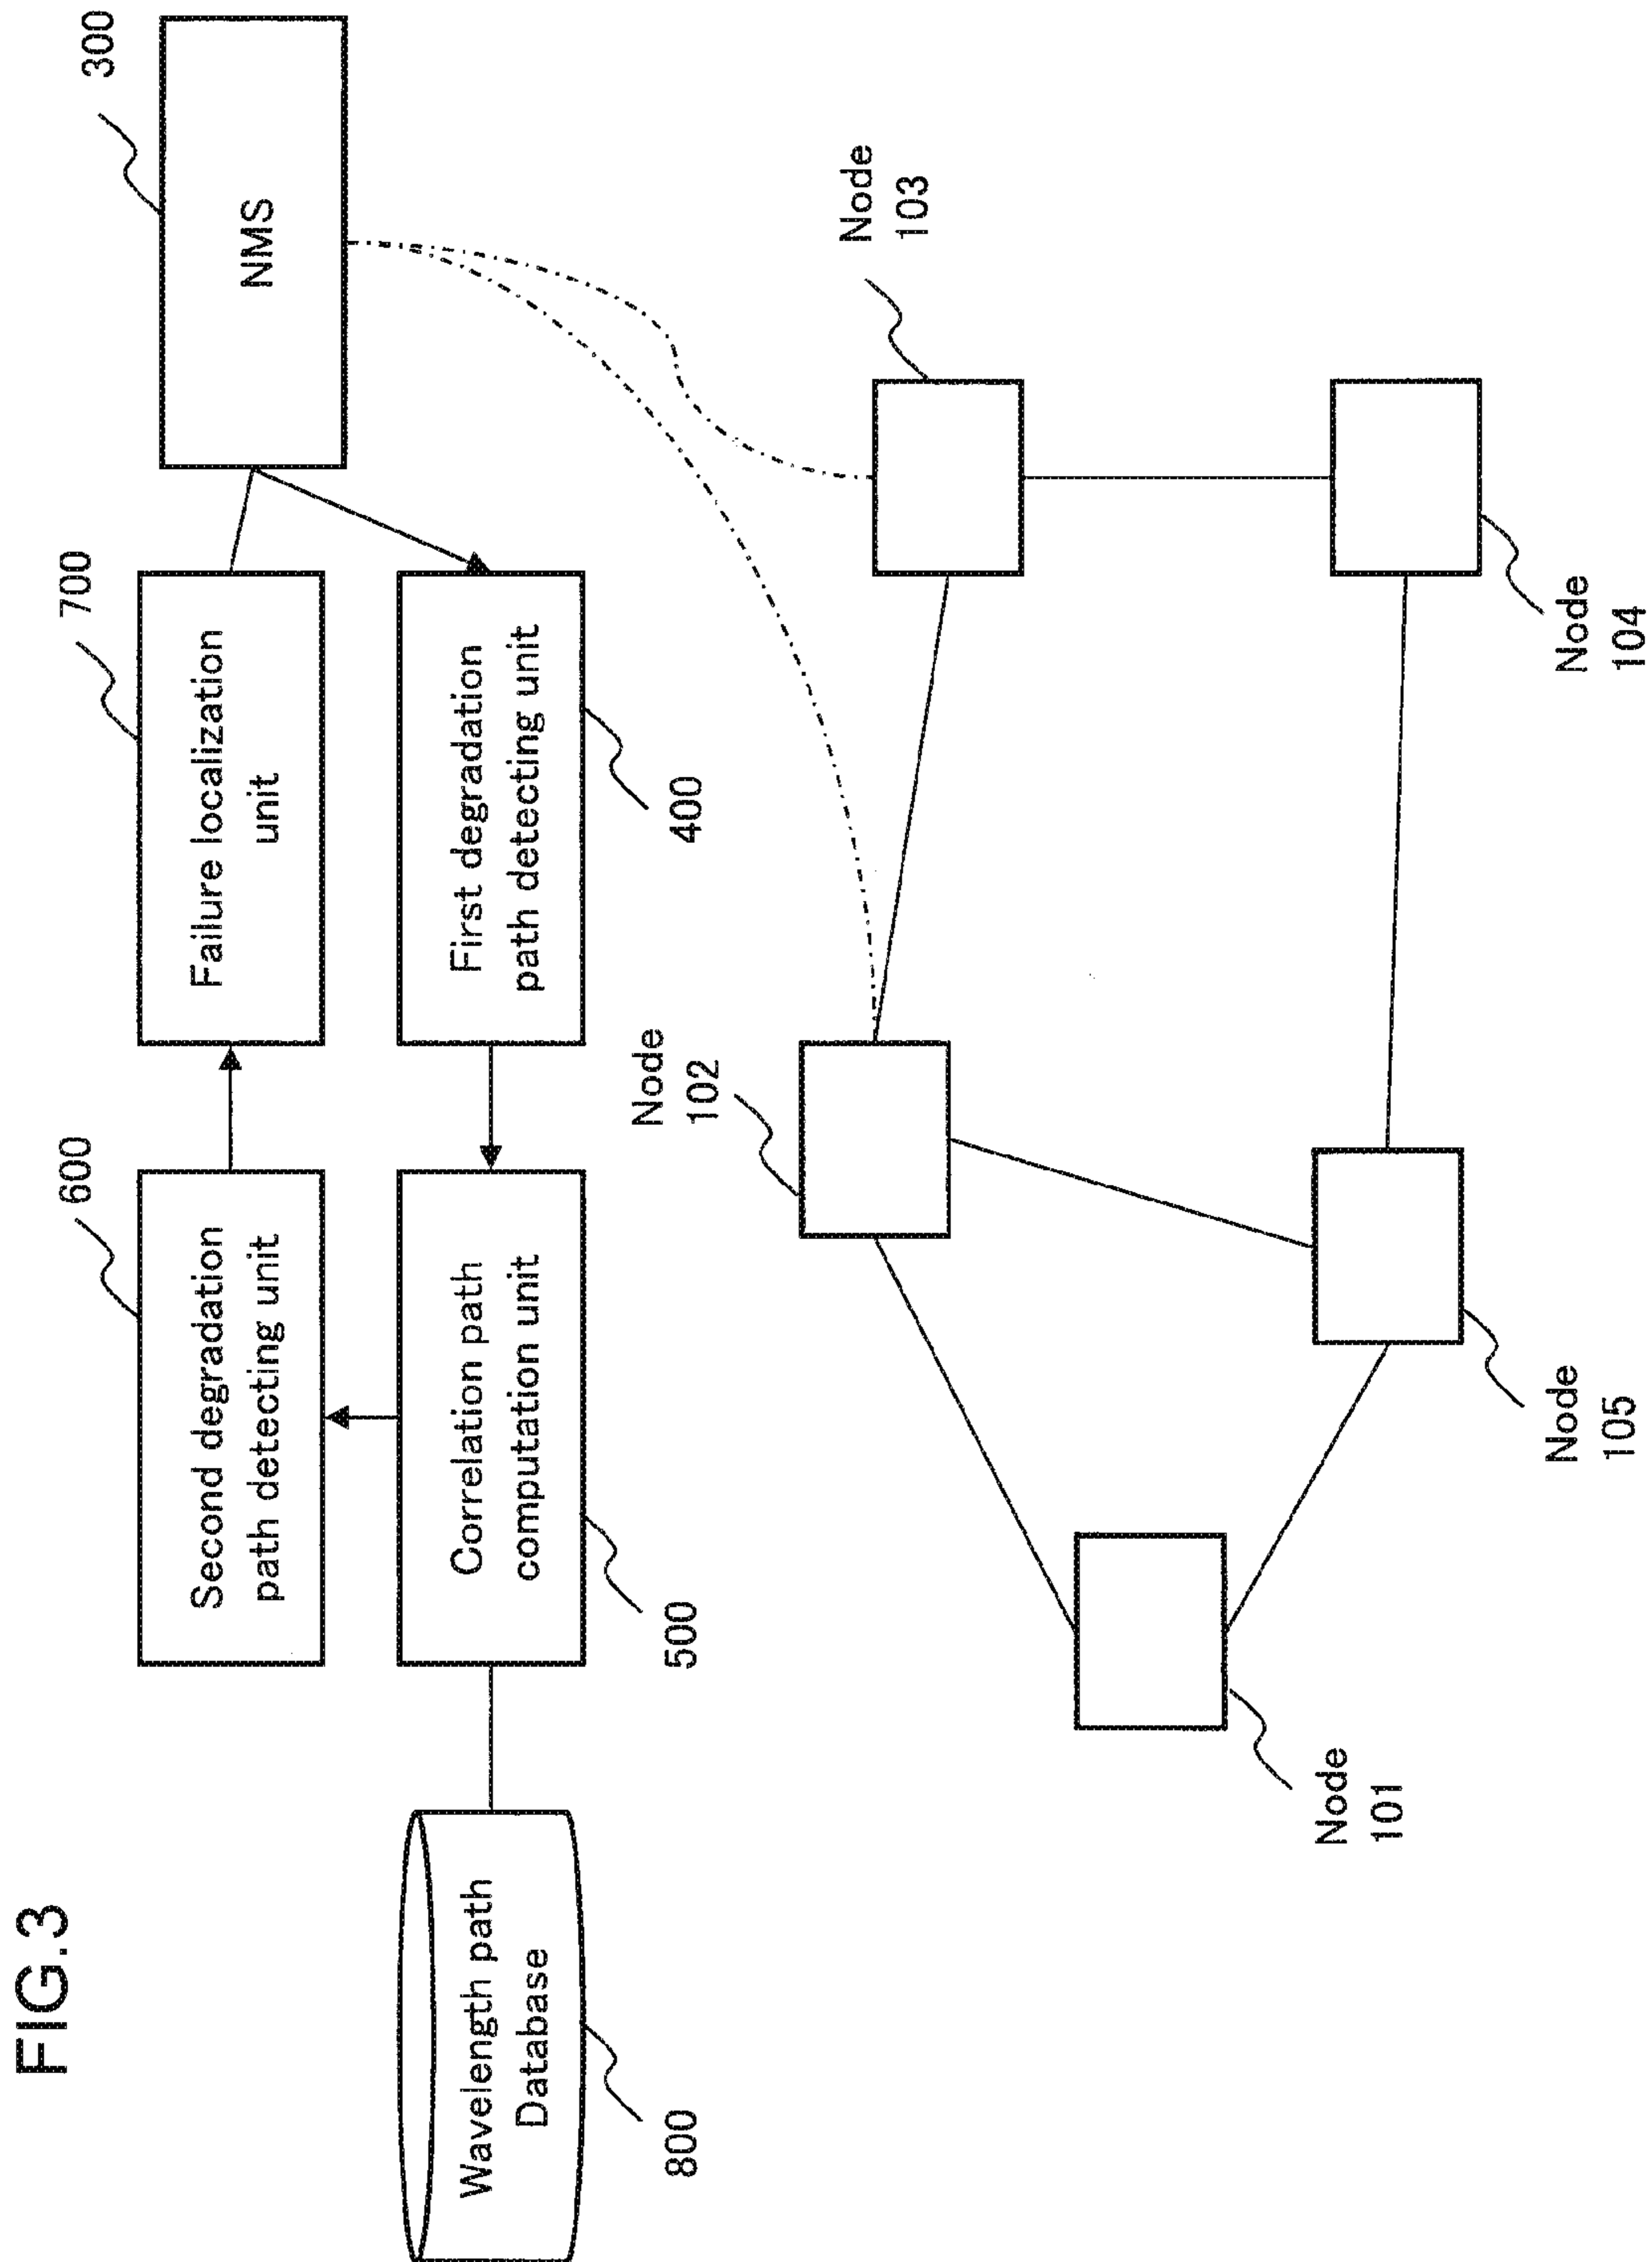 FIG.3
600
Second degradation
path detecting unit
700
Failure localization
unit
300
NMS
Wavelength path
Database
800
Correlation path
computation unit
500
First degradation
path detecting unit
400
Node
102
Node
103
Node
101
Node
105
Node
104